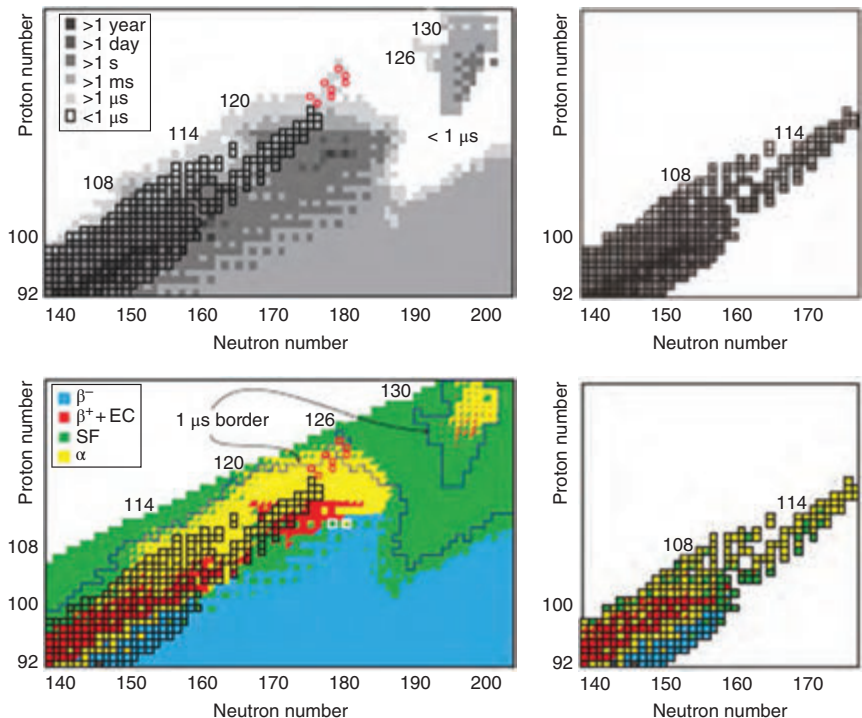 >1 year
>1 day
>1 s
>1 ms
>1 μs
<1 μs
130
126
120
114
108
< 1 μs
Proton number
100
92
140 150 160 170 180 190 200
Neutron number
114
108
Proton number
100
92
140 150 160 170
Neutron number
β⁻
β⁺ + EC
SF
α
130
1 μs border
126
120
114
Proton number
108
100
92
140 150 160 170 180 190 200
Neutron number
114
108
Proton number
100
92
140 150 160 170
Neutron number